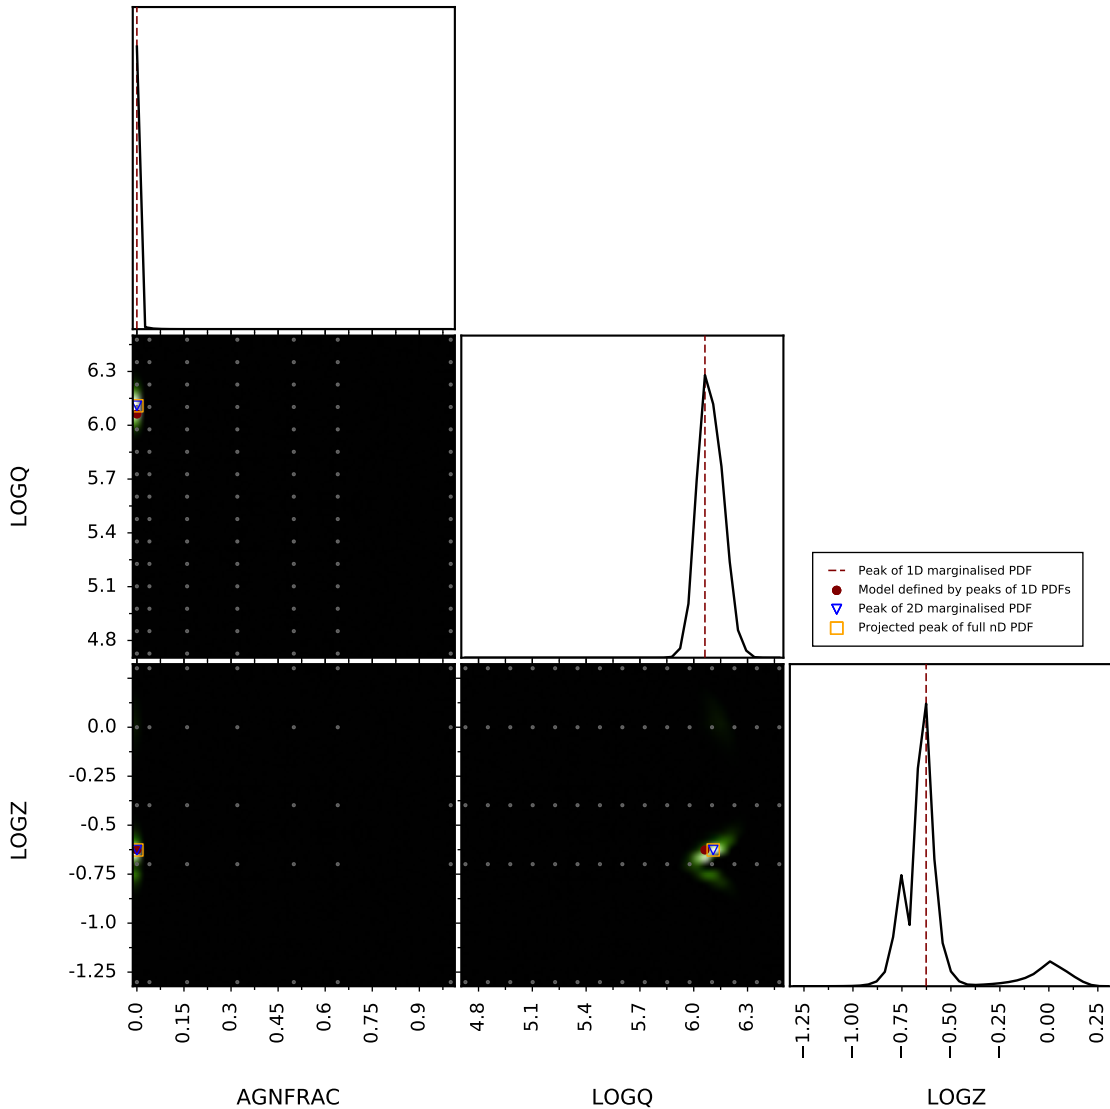 6.3
6.0
5.7
5.4
5.1
4.8
LOGQ
Peak of 1D marginalised PDF
Model defined by peaks of 1D PDFs
Peak of 2D marginalised PDF
Projected peak of full nD PDF
0.0
-0.25
-0.5
-0.75
-1.0
-1.25
LOGZ
0.0 0.15 0.3 0.45 0.6 0.75 0.9
4.8 5.1 5.4 5.7 6.0 6.3
−1.25 −1.00 −0.75 −0.50 −0.25 0.00 0.25
AGNFRAC LOGQ LOGZ